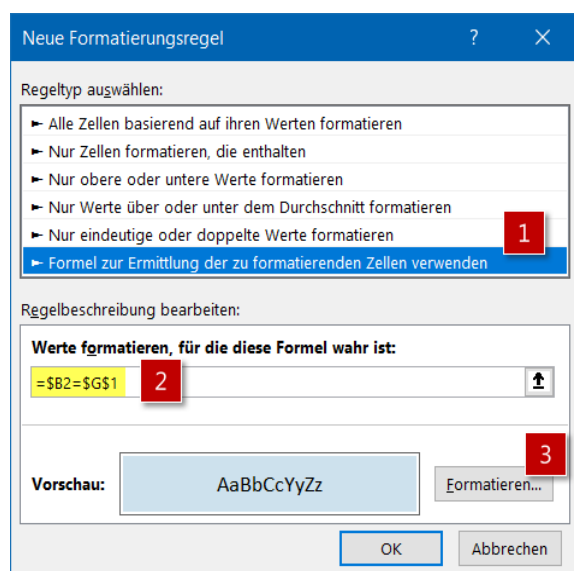 Neue Formatierungsregel ?
Regeltyp auswählen:
► Alle Zellen basierend auf ihren Werten formatieren
► Nur Zellen formatieren, die enthalten
► Nur obere oder untere Werte formatieren
► Nur Werte über oder unter dem Durchschnitt formatieren
► Nur eindeutige oder doppelte Werte formatieren
1
► Formel zur Ermittlung der zu formatierenden Zellen verwenden
Regelbeschreibung bearbeiten:
Werte formatieren, für die diese Formel wahr ist:
=$B2=$G$1 2
3
Vorschau: AaBbCcYyZz Formatieren...
OK Abbrechen